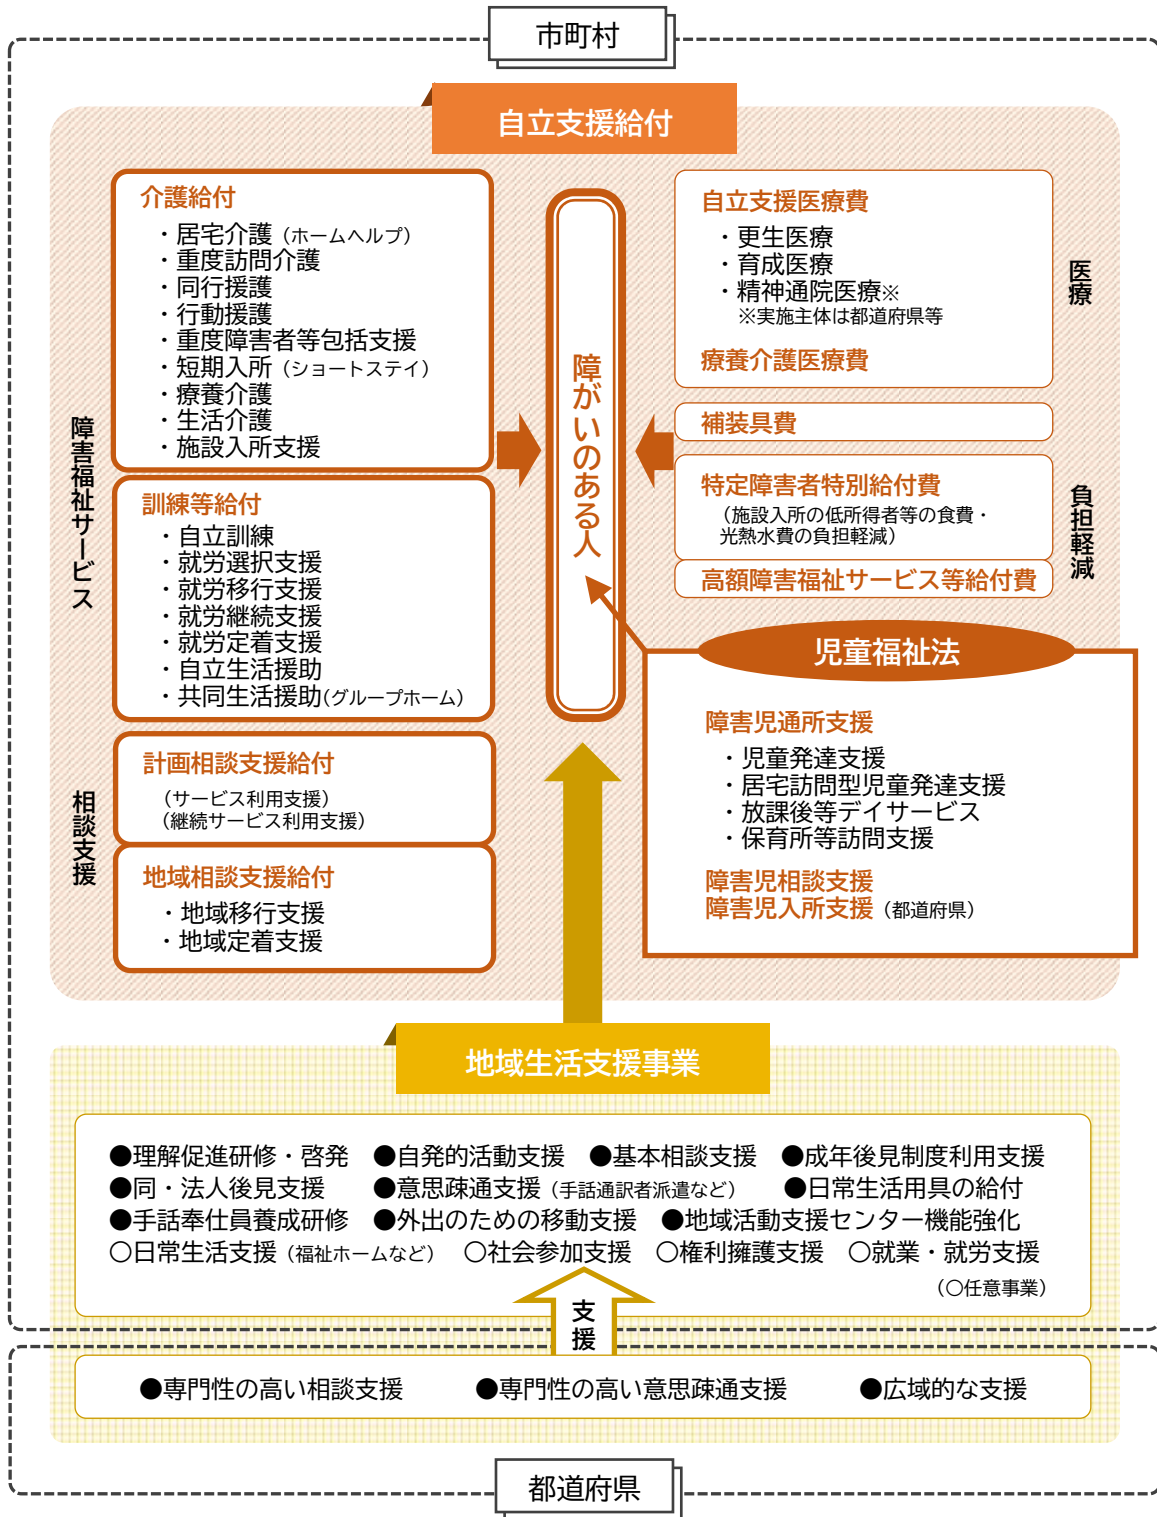 市町村
自立支援給付
障害福祉サービス
介護給付
・居宅介護（ホームヘルプ）
・重度訪問介護
・同行援護
・行動援護
・重度障害者等包括支援
・短期入所（ショートステイ）
・療養介護
・生活介護
・施設入所支援
訓練等給付
・自立訓練
・就労選択支援
・就労移行支援
・就労継続支援
・就労定着支援
・自立生活援助
・共同生活援助(グループホーム)
相談支援
計画相談支援給付
（サービス利用支援）
（継続サービス利用支援）
地域相談支援給付
・地域移行支援
・地域定着支援
障がいのある人
医療
自立支援医療費
・更生医療
・育成医療
・精神通院医療※
※実施主体は都道府県等
療養介護医療費
補装具費
負担軽減
特定障害者特別給付費
（施設入所の低所得者等の食費・
光熱水費の負担軽減）
高額障害福祉サービス等給付費
児童福祉法
障害児通所支援
・児童発達支援
・居宅訪問型児童発達支援
・放課後等デイサービス
・保育所等訪問支援
障害児相談支援
障害児入所支援（都道府県）
地域生活支援事業
●理解促進研修・啓発 ●自発的活動支援 ●基本相談支援 ●成年後見制度利用支援
●同・法人後見支援 ●意思疎通支援（手話通訳者派遣など） ●日常生活用具の給付
●手話奉仕員養成研修 ●外出のための移動支援 ●地域活動支援センター機能強化
○日常生活支援（福祉ホームなど） ○社会参加支援 ○権利擁護支援 ○就業・就労支援
（○任意事業）
支援
●専門性の高い相談支援 ●専門性の高い意思疎通支援 ●広域的な支援
都道府県